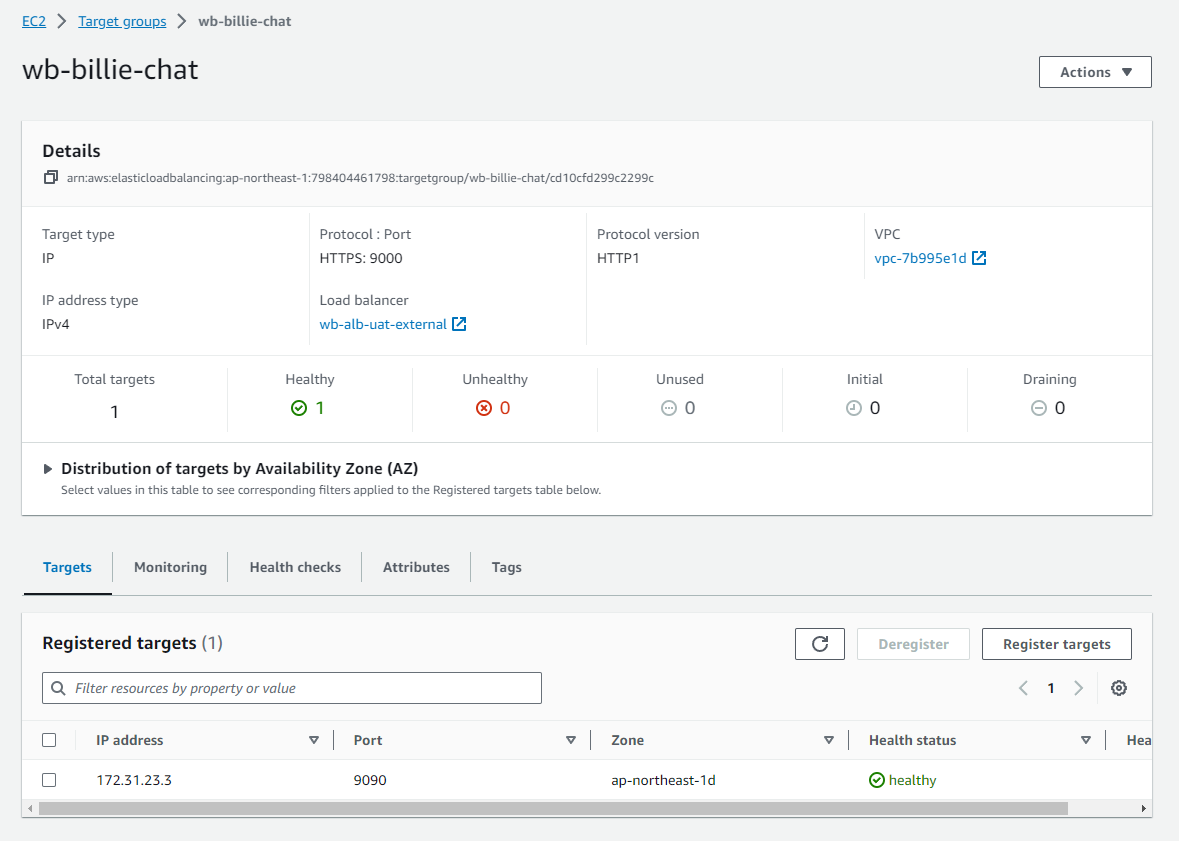 EC2 > Target groups > wb-billie-chat
wb-billie-chat
Actions
Details
arn:aws:elasticloadbalancing:ap-northeast-1:798404461798:targetgroup/wb-billie-chat/cd10cfd299c2299c
Target type
IP
Protocol : Port
HTTPS: 9000
Protocol version
HTTP1
VPC
vpc-7b995e1d
IP address type
IPv4
Load balancer
wb-alb-uat-external
Total targets
1
Healthy
1
Unhealthy
0
Unused
0
Initial
0
Draining
0
Distribution of targets by Availability Zone (AZ)
Select values in this table to see corresponding filters applied to the Registered targets table below.
Targets Monitoring Health checks Attributes Tags
Registered targets (1)
Deregister
Register targets
Filter resources by property or value
1
IP address Port Zone Health status Hea
172.31.23.3 9090 ap-northeast-1d healthy